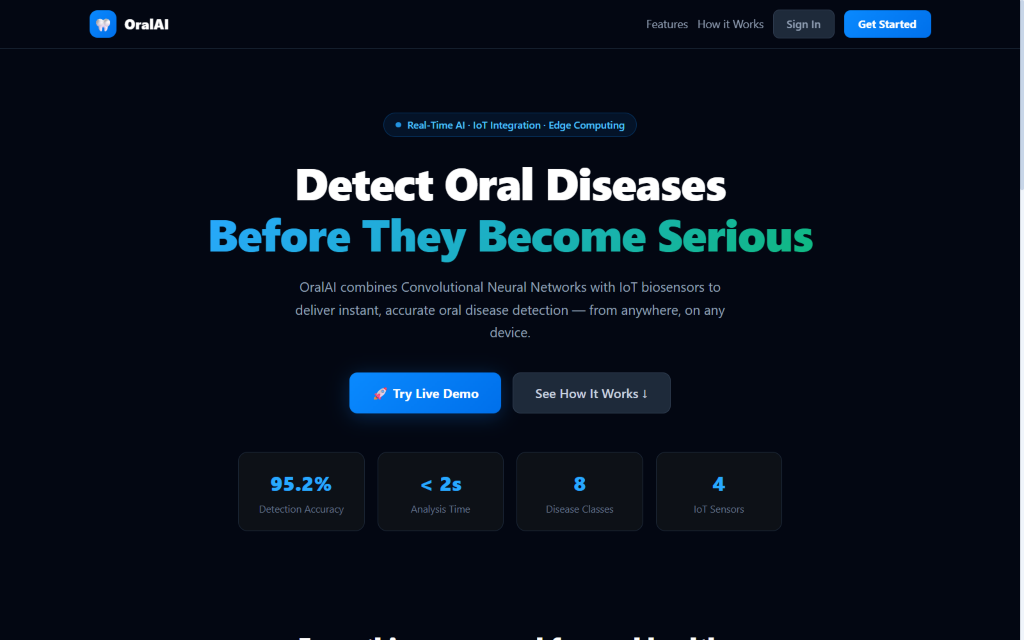 OralAI
Features How it Works Sign In Get Started
Real-Time AI · IoT Integration · Edge Computing
Detect Oral Diseases
Before They Become Serious
OralAI combines Convolutional Neural Networks with IoT biosensors to
deliver instant, accurate oral disease detection — from anywhere, on any
device.
🚀 Try Live Demo See How It Works ↓
95.2% < 2s 8 4
Detection Accuracy Analysis Time Disease Classes IoT Sensors